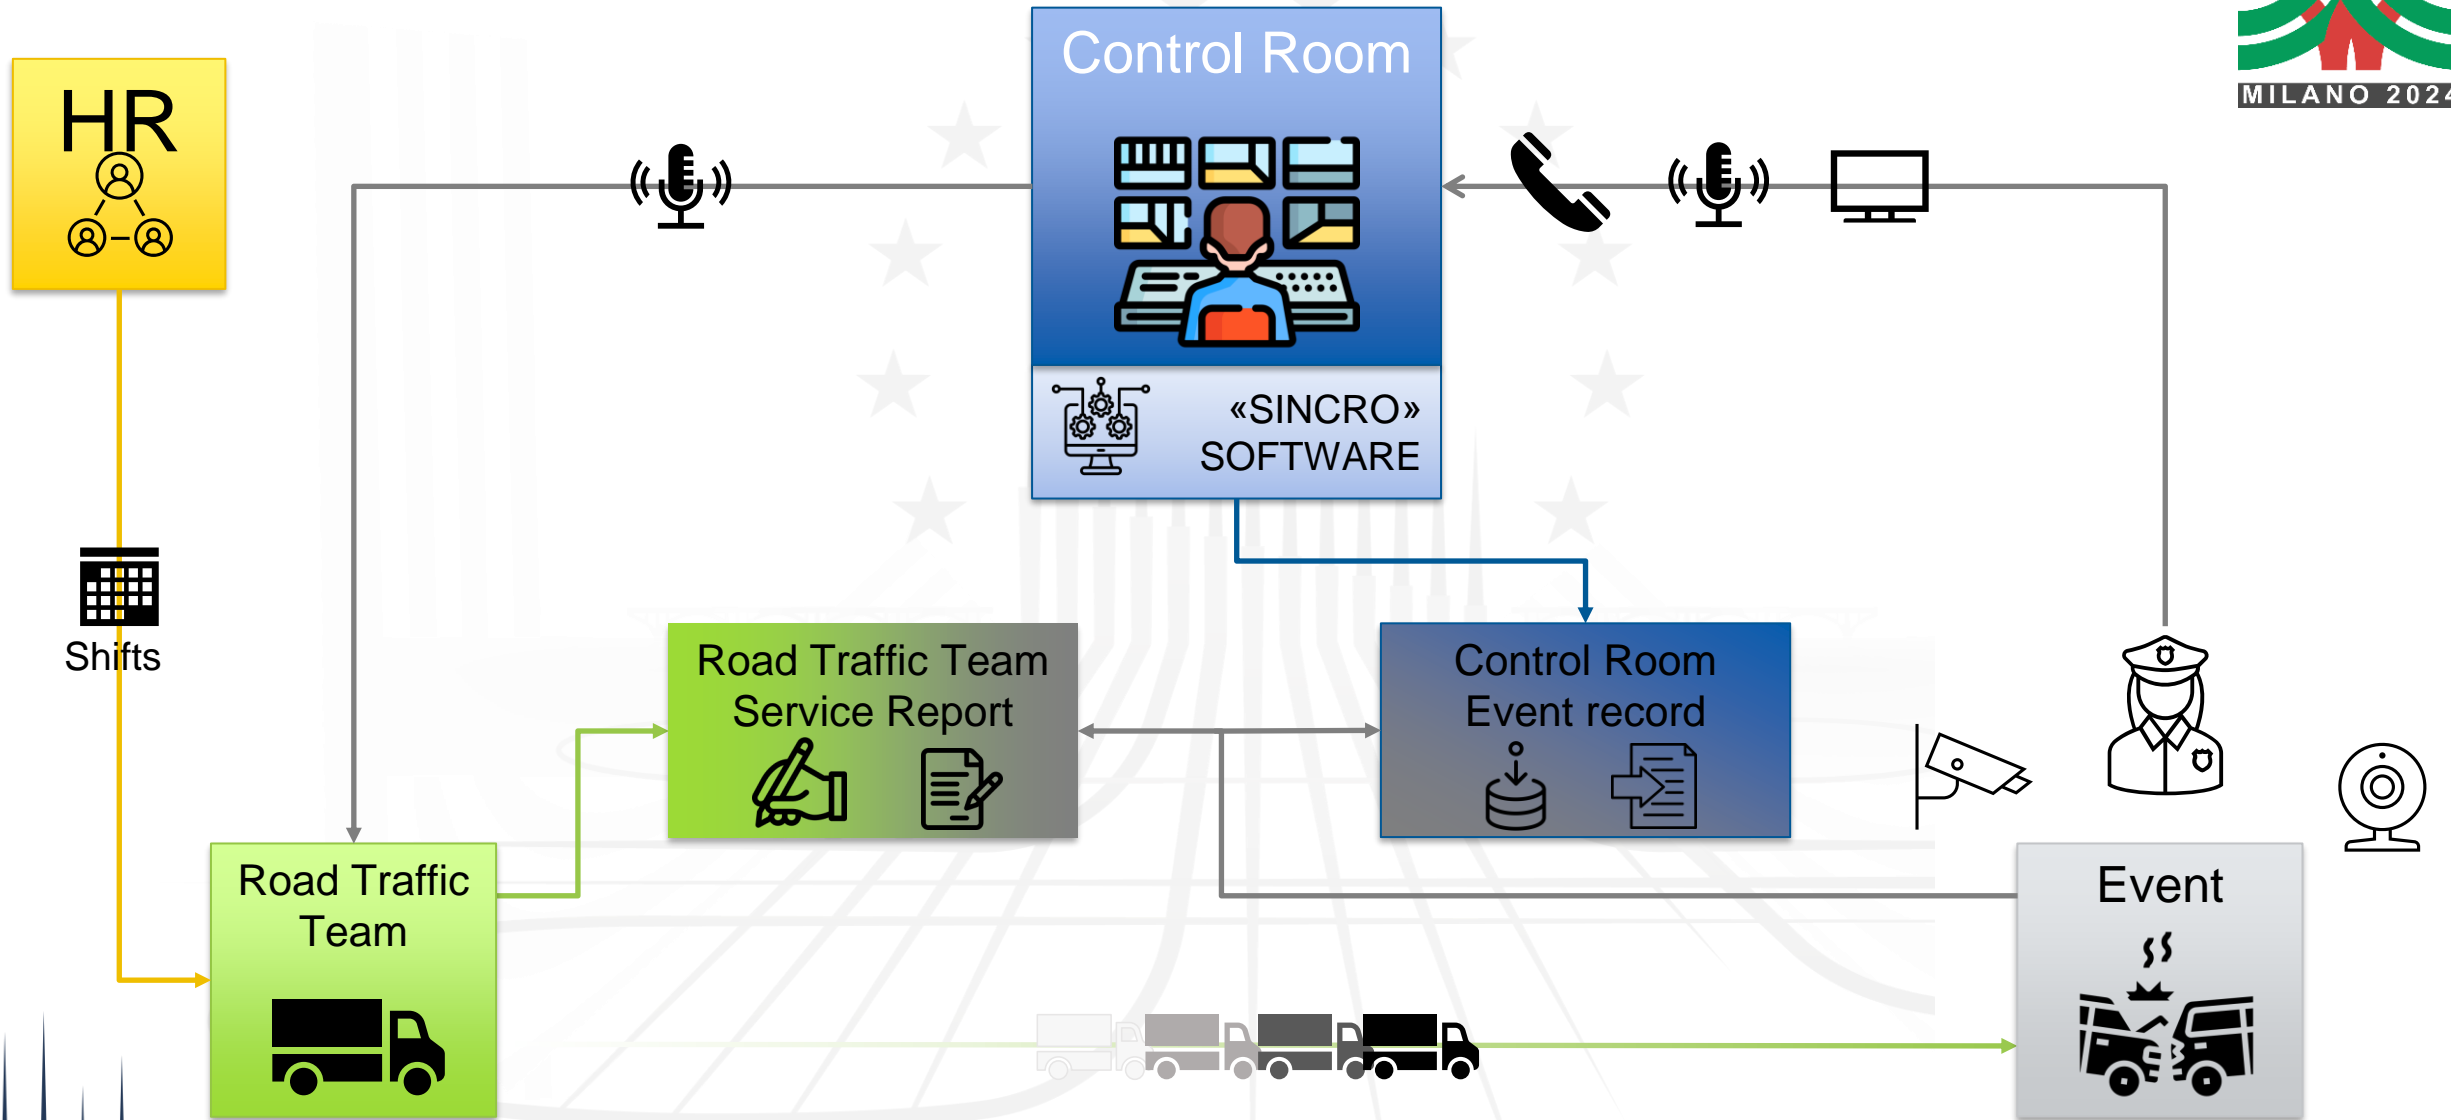 Control Room
HR
MILANO 2024
«SINCRO»
SOFTWARE
Shifts
Road Traffic Team
Service Report
Control Room
Event record
Road Traffic
Team
Event